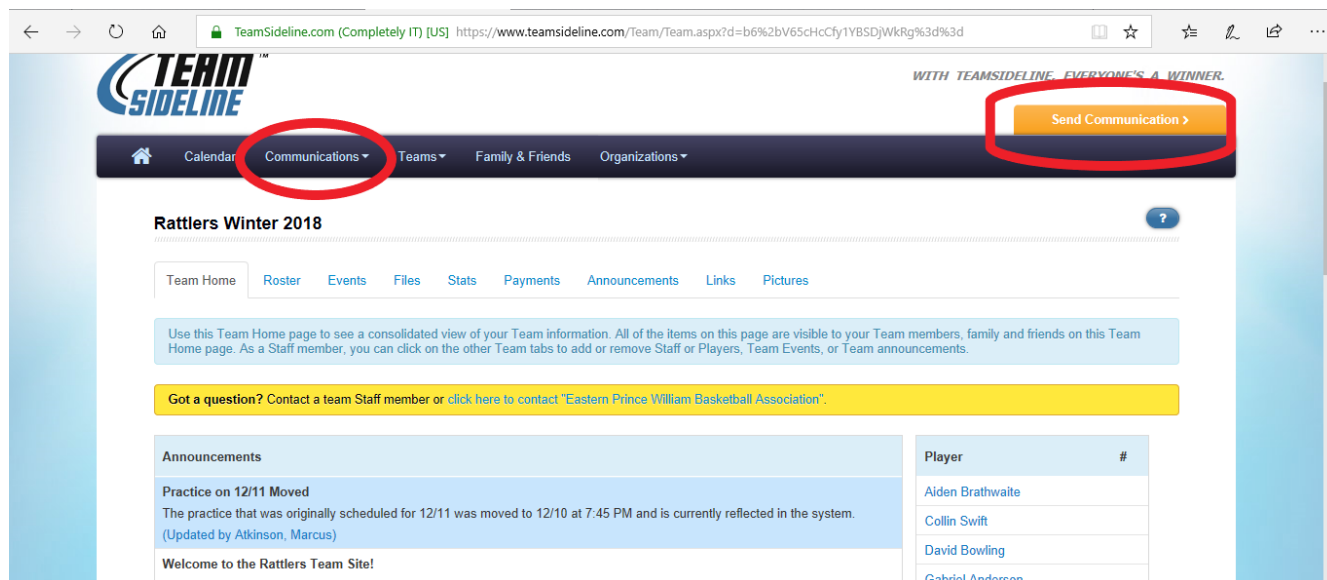 TeamSideline.com (Completely IT) [US] https://www.teamsideline.com/Team/Team.aspx?d=b6%2bV65cHcCfy1YBSDjWkRg%3d%3d
TEAM™
SIDELINE
WITH TEAMSIDELINE, EVERYONE'S A WINNER.
Send Communication >
Calendar Communications Teams Family & Friends Organizations
Rattlers Winter 2018 ?
Team Home Roster Events Files Stats Payments Announcements Links Pictures
Use this Team Home page to see a consolidated view of your Team information. All of the items on this page are visible to your Team members, family and friends on this Team
Home page. As a Staff member, you can click on the other Team tabs to add or remove Staff or Players, Team Events, or Team announcements.
Got a question? Contact a team Staff member or click here to contact "Eastern Prince William Basketball Association".
Announcements
Player #
Practice on 12/11 Moved
Aiden Brathwaite
The practice that was originally scheduled for 12/11 was moved to 12/10 at 7:45 PM and is currently reflected in the system.
Collin Swift
(Updated by Atkinson, Marcus)
David Bowling
Welcome to the Rattlers Team Site!
Gabriel Anderson